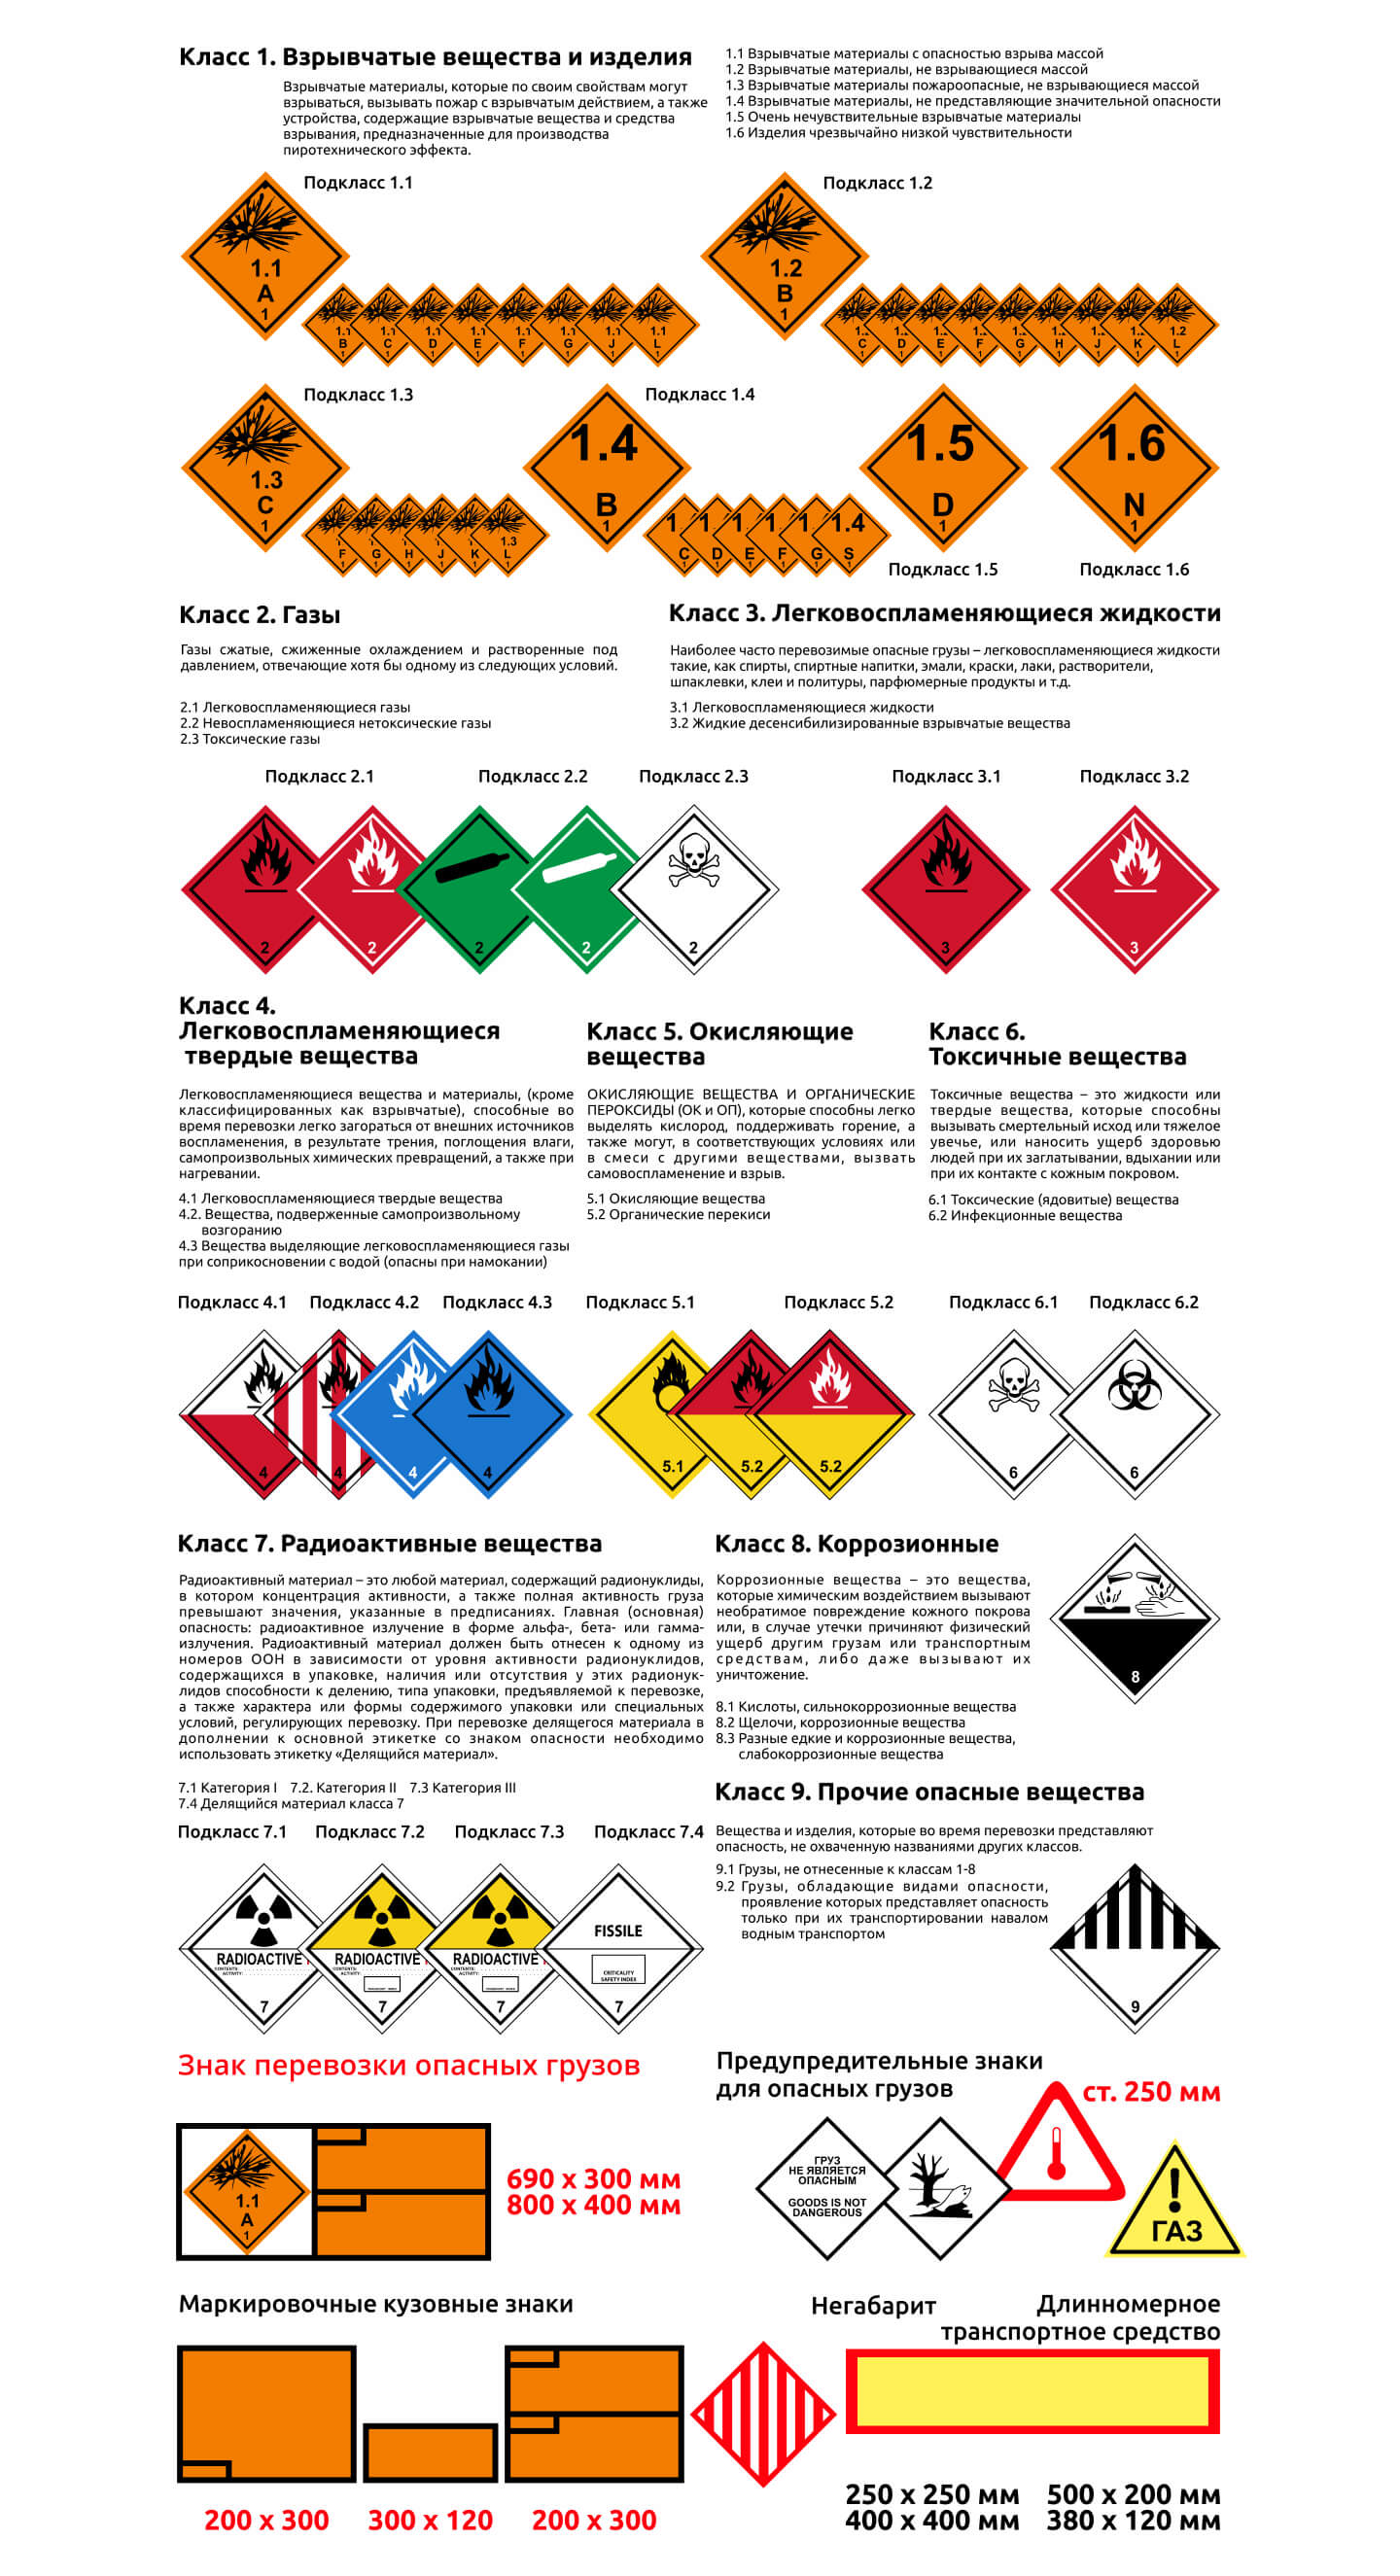 Класс 1. Взрывчатые вещества и изделия
Взрывчатые материалы, которые по своим свойствам могут
взрываться, вызывать пожар с взрывчатым действием, а также
устройства, содержащие взрывчатые вещества и средства
взрывания, предназначенные для производства
пиротехнического эффекта.
1.1 Взрывчатые материалы с опасностью взрыва массой
1.2 Взрывчатые материалы, не взрывающиеся массой
1.3 Взрывчатые материалы пожароопасные, не взрывающиеся массой
1.4 Взрывчатые материалы, не представляющие значительной опасности
1.5 Очень нечувствительные взрывчатые материалы
1.6 Изделия чрезвычайно низкой чувствительности
Подкласс 1.1
1.1
A
1
1.1 1.1 1.1 1.1 1.1 1.1 1.1 1.1
B C D E F G J L
1 1 1 1 1 1 1 1
Подкласс 1.2
1.2
B
1
1.2 1.2 1.2 1.2 1.2 1.2 1.2 1.2 1.2
C D E F G H J K L
1 1 1 1 1 1 1 1 1
Подкласс 1.3
1.3
C
1
1.3
F G H J K L
1 1 1 1 1 1
Подкласс 1.4
1.4
B
1
1 1. 1. 1. 1. 1.4
C D E F G S
1 1 1 1 1 1
1.5
D
1
Подкласс 1.5
1.6
N
1
Подкласс 1.6
Класс 2. Газы
Газы сжатые, сжиженные охлаждением и растворенные под
давлением, отвечающие хотя бы одному из следующих условий.
2.1 Легковоспламеняющиеся газы
2.2 Невоспламеняющиеся нетоксические газы
2.3 Токсические газы
Класс 3. Легковоспламеняющиеся жидкости
Наиболее часто перевозимые опасные грузы – легковоспламеняющиеся жидкости
такие, как спирты, спиртные напитки, эмали, краски, лаки, растворители,
шпаклевки, клеи и политуры, парфюмерные продукты и т.д.
3.1 Легковоспламеняющиеся жидкости
3.2 Жидкие десенсибилизированные взрывчатые вещества
Подкласс 2.1 Подкласс 2.2 Подкласс 2.3 Подкласс 3.1 Подкласс 3.2
2 2 2 2 2 3 3
Класс 4.
Легковоспламеняющиеся
твердые вещества
Легковоспламеняющиеся вещества и материалы, (кроме
классифицированных как взрывчатые), способные во
время перевозки легко загораться от внешних источников
воспламенения, в результате трения, поглощения влаги,
самопроизвольных химических превращений, а также при
нагревании.
4.1 Легковоспламеняющиеся твердые вещества
4.2. Вещества, подверженные самопроизвольному
возгоранию
4.3 Вещества выделяющие легковоспламеняющиеся газы
при соприкосновении с водой (опасны при намокании)
Класс 5. Окисляющие
вещества
ОКИСЛЯЮЩИЕ ВЕЩЕСТВА И ОРГАНИЧЕСКИЕ
ПЕРОКСИДЫ (ОК и ОП), которые способны легко
выделять кислород, поддерживать горение, а
также могут, в соответствующих условиях или
в смеси с другими веществами, вызвать
самовоспламенение и взрыв.
5.1 Окисляющие вещества
5.2 Органические перекиси
Класс 6.
Токсичные вещества
Токсичные вещества – это жидкости или
твердые вещества, которые способны
вызывать смертельный исход или тяжелое
увечье, или наносить ущерб здоровью
людей при их заглатывании, вдыхании или
при их контакте с кожным покровом.
6.1 Токсические (ядовитые) вещества
6.2 Инфекционные вещества
Подкласс 4.1 Подкласс 4.2 Подкласс 4.3 Подкласс 5.1 Подкласс 5.2 Подкласс 6.1 Подкласс 6.2
4 4 4 4 5.1 5.2 5.2 6 6
Класс 7. Радиоактивные вещества
Радиоактивный материал – это любой материал, содержащий радионуклиды,
в котором концентрация активности, а также полная активность груза
превышают значения, указанные в предписаниях. Главная (основная)
опасность: радиоактивное излучение в форме альфа-, бета- или гамма-
излучения. Радиоактивный материал должен быть отнесен к одному из
номеров ООН в зависимости от уровня активности радионуклидов,
содержащихся в упаковке, наличия или отсутствия у этих радионук-
лидов способности к делению, типа упаковки, предъявляемой к перевозке,
а также характера или формы содержимого упаковки или специальных
условий, регулирующих перевозку. При перевозке делящегося материала в
дополнении к основной этикетке со знаком опасности необходимо
использовать этикетку «Делящийся материал».
7.1 Категория I 7.2. Категория II 7.3 Категория III
7.4 Делящийся материал класса 7
Подкласс 7.1 Подкласс 7.2 Подкласс 7.3 Подкласс 7.4
RADIOACTIVE
CONTENTS
ACTIVITY
7
RADIOACTIVE
CONTENTS
ACTIVITY
7
RADIOACTIVE
CONTENTS
ACTIVITY
7
FISSILE
CRITICALITY
SAFETY INDEX
7
Класс 8. Коррозионные
Коррозионные вещества – это вещества,
которые химическим воздействием вызывают
необратимое повреждение кожного покрова
или, в случае утечки причиняют физический
ущерб другим грузам или транспортным
средствам, либо даже вызывают их
уничтожение.
8.1 Кислоты, сильнокоррозионные вещества
8.2 Щелочи, коррозионные вещества
8.3 Разные едкие и коррозионные вещества,
слабокоррозионные вещества
8
Класс 9. Прочие опасные вещества
Вещества и изделия, которые во время перевозки представляют
опасность, не охваченную названиями других классов.
9.1 Грузы, не отнесенные к классам 1-8
9.2 Грузы, обладающие видами опасности,
проявление которых представляет опасность
только при их транспортировании навалом
водным транспортом
9
Знак перевозки опасных грузов
1.1
A
1
690 х 300 мм
800 х 400 мм
Предупредительные знаки
для опасных грузов
ст. 250 мм
ГРУЗ
НЕ ЯВЛЯЕТСЯ
ОПАСНЫМ
GOODS IS NOT
DANGEROUS
!
ГАЗ
Маркировочные кузовные знаки
200 х 300 300 х 120 200 х 300
Негабарит
Длинномерное
транспортное средство
250 х 250 мм 500 х 200 мм
400 х 400 мм 380 х 120 мм